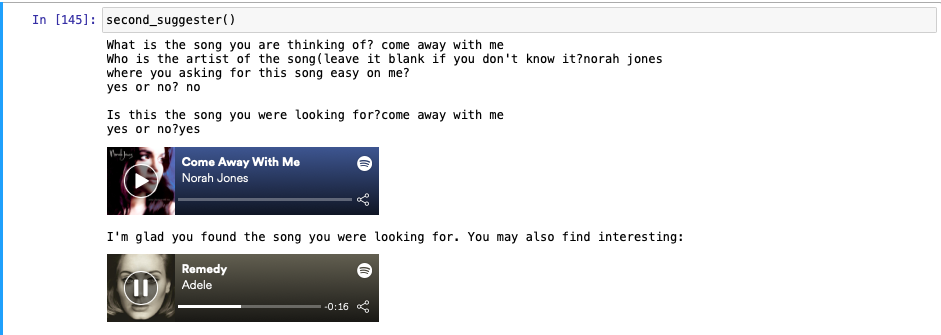 In [145]: second_suggester()
What is the song you are thinking of? come away with me
Who is the artist of the song(leave it blank if you don't know it?norah jones
where you asking for this song easy on me?
yes or no? no
Is this the song you were looking for?come away with me
yes or no?yes
Come Away With Me
Norah Jones
I'm glad you found the song you were looking for. You may also find interesting:
Remedy
Adele
-0:16